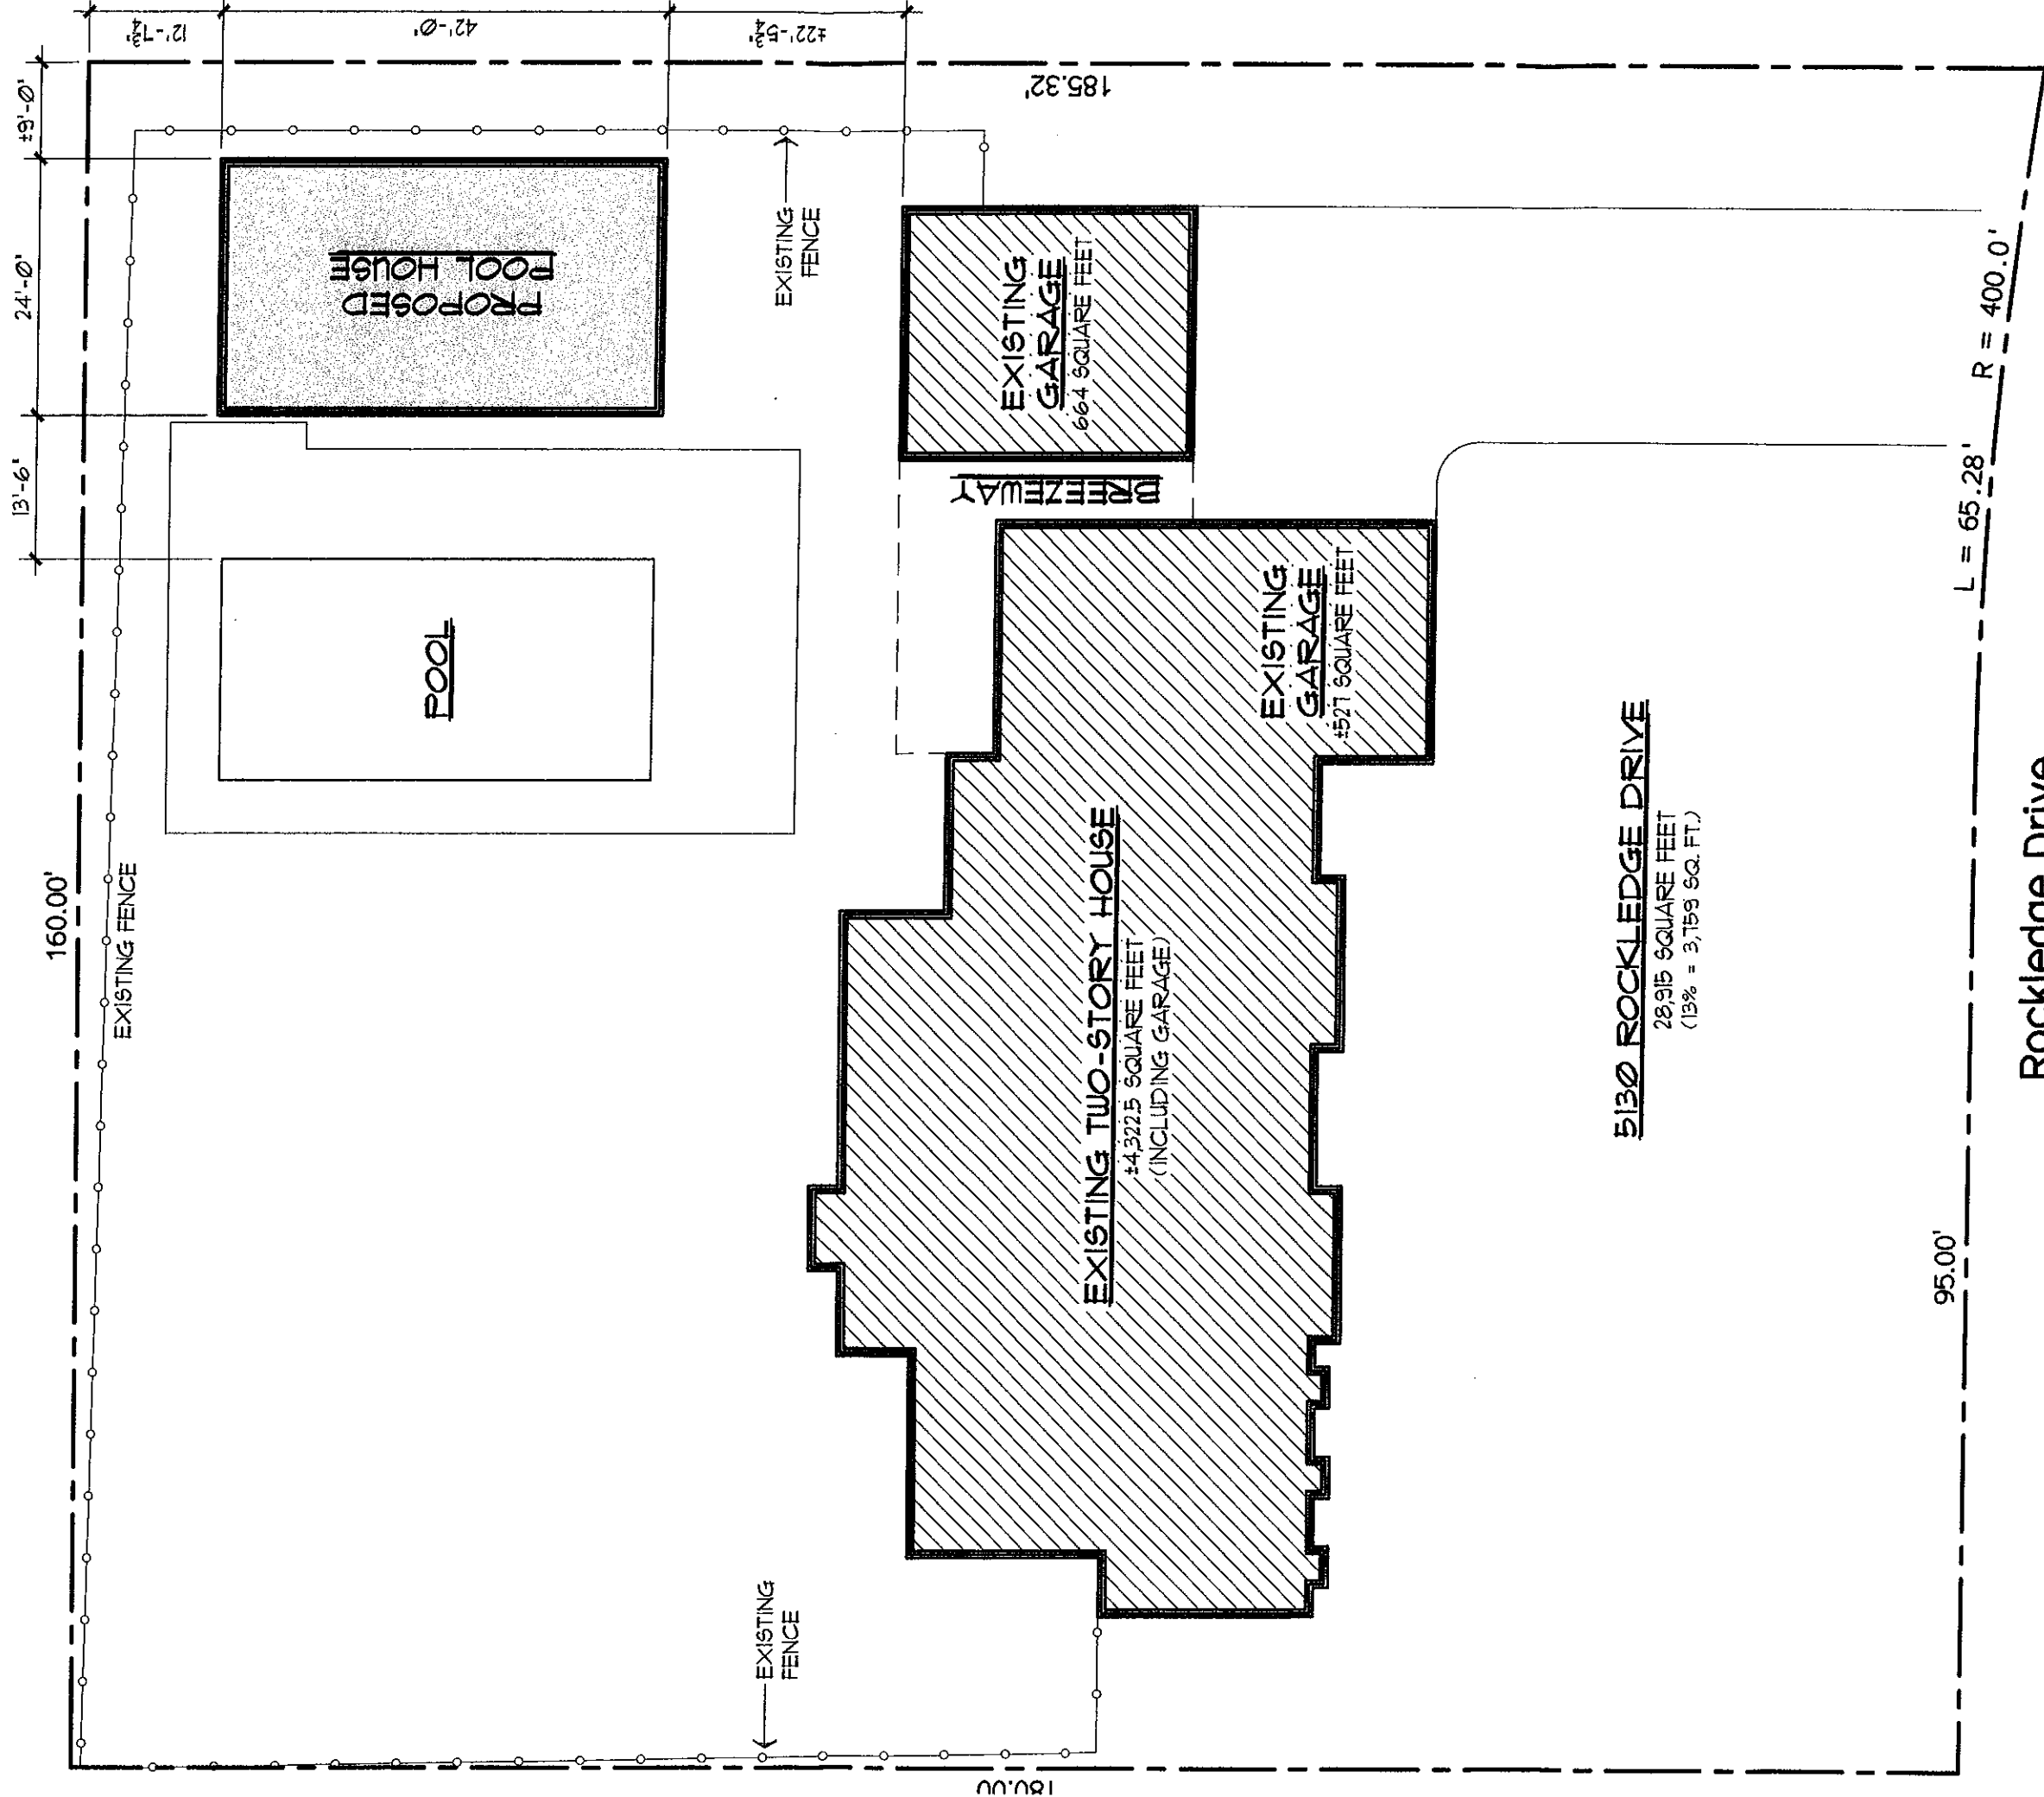 12'-7¾"
42'-0"
±22'-5¾"
±9'-0"
24'-0"
13'-6"
160.00'
185.32'
EXISTING FENCE
PROPOSED
POOL HOUSE
POOL
EXISTING
FENCE
EXISTING
GARAGE
664 SQUARE FEET
BREEZEWAY
EXISTING
GARAGE
±527 SQUARE FEET
EXISTING TWO-STORY HOUSE
±4,322.5 SQUARE FEET
(INCLUDING GARAGE)
EXISTING
FENCE
180.00
5130 ROCKLEDGE DRIVE
28,915 SQUARE FEET
(13% = 3,759 SQ. FT.)
95.00'
L = 65.28'
R = 400.0'
Rockledge Drive